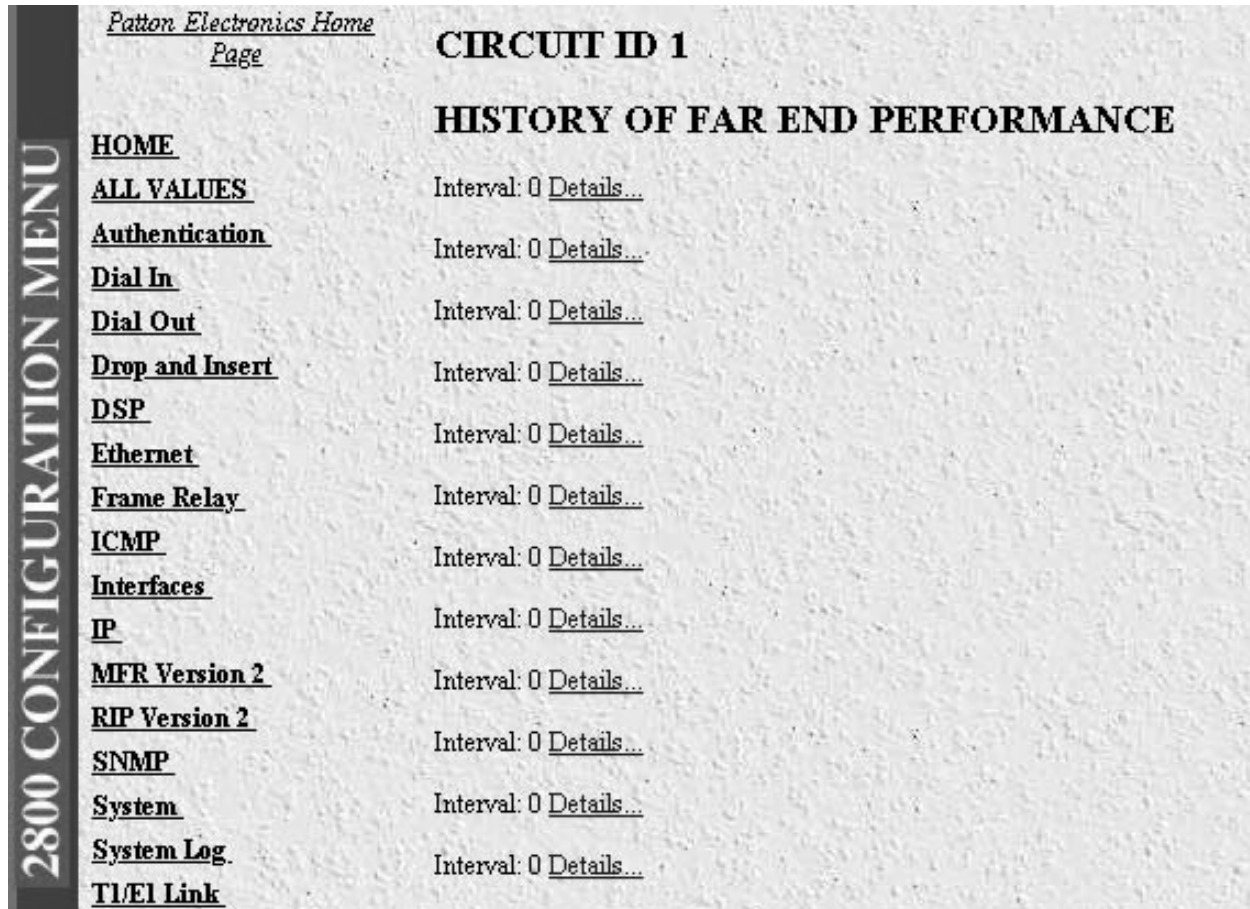 2800 CONFIGURATION MENU
Patton Electronics Home
Page
HOME
ALL VALUES
Authentication
Dial In
Dial Out
Drop and Insert
DSP
Ethernet
Frame Relay
ICMP
Interfaces
IP
MFR Version 2
RIP Version 2
SNMP
System
System Log
T1/E1 Link
CIRCUIT ID 1
HISTORY OF FAR END PERFORMANCE
Interval: 0 Details...
Interval: 0 Details...
Interval: 0 Details...
Interval: 0 Details...
Interval: 0 Details...
Interval: 0 Details...
Interval: 0 Details...
Interval: 0 Details...
Interval: 0 Details...
Interval: 0 Details...
Interval: 0 Details...
Interval: 0 Details...